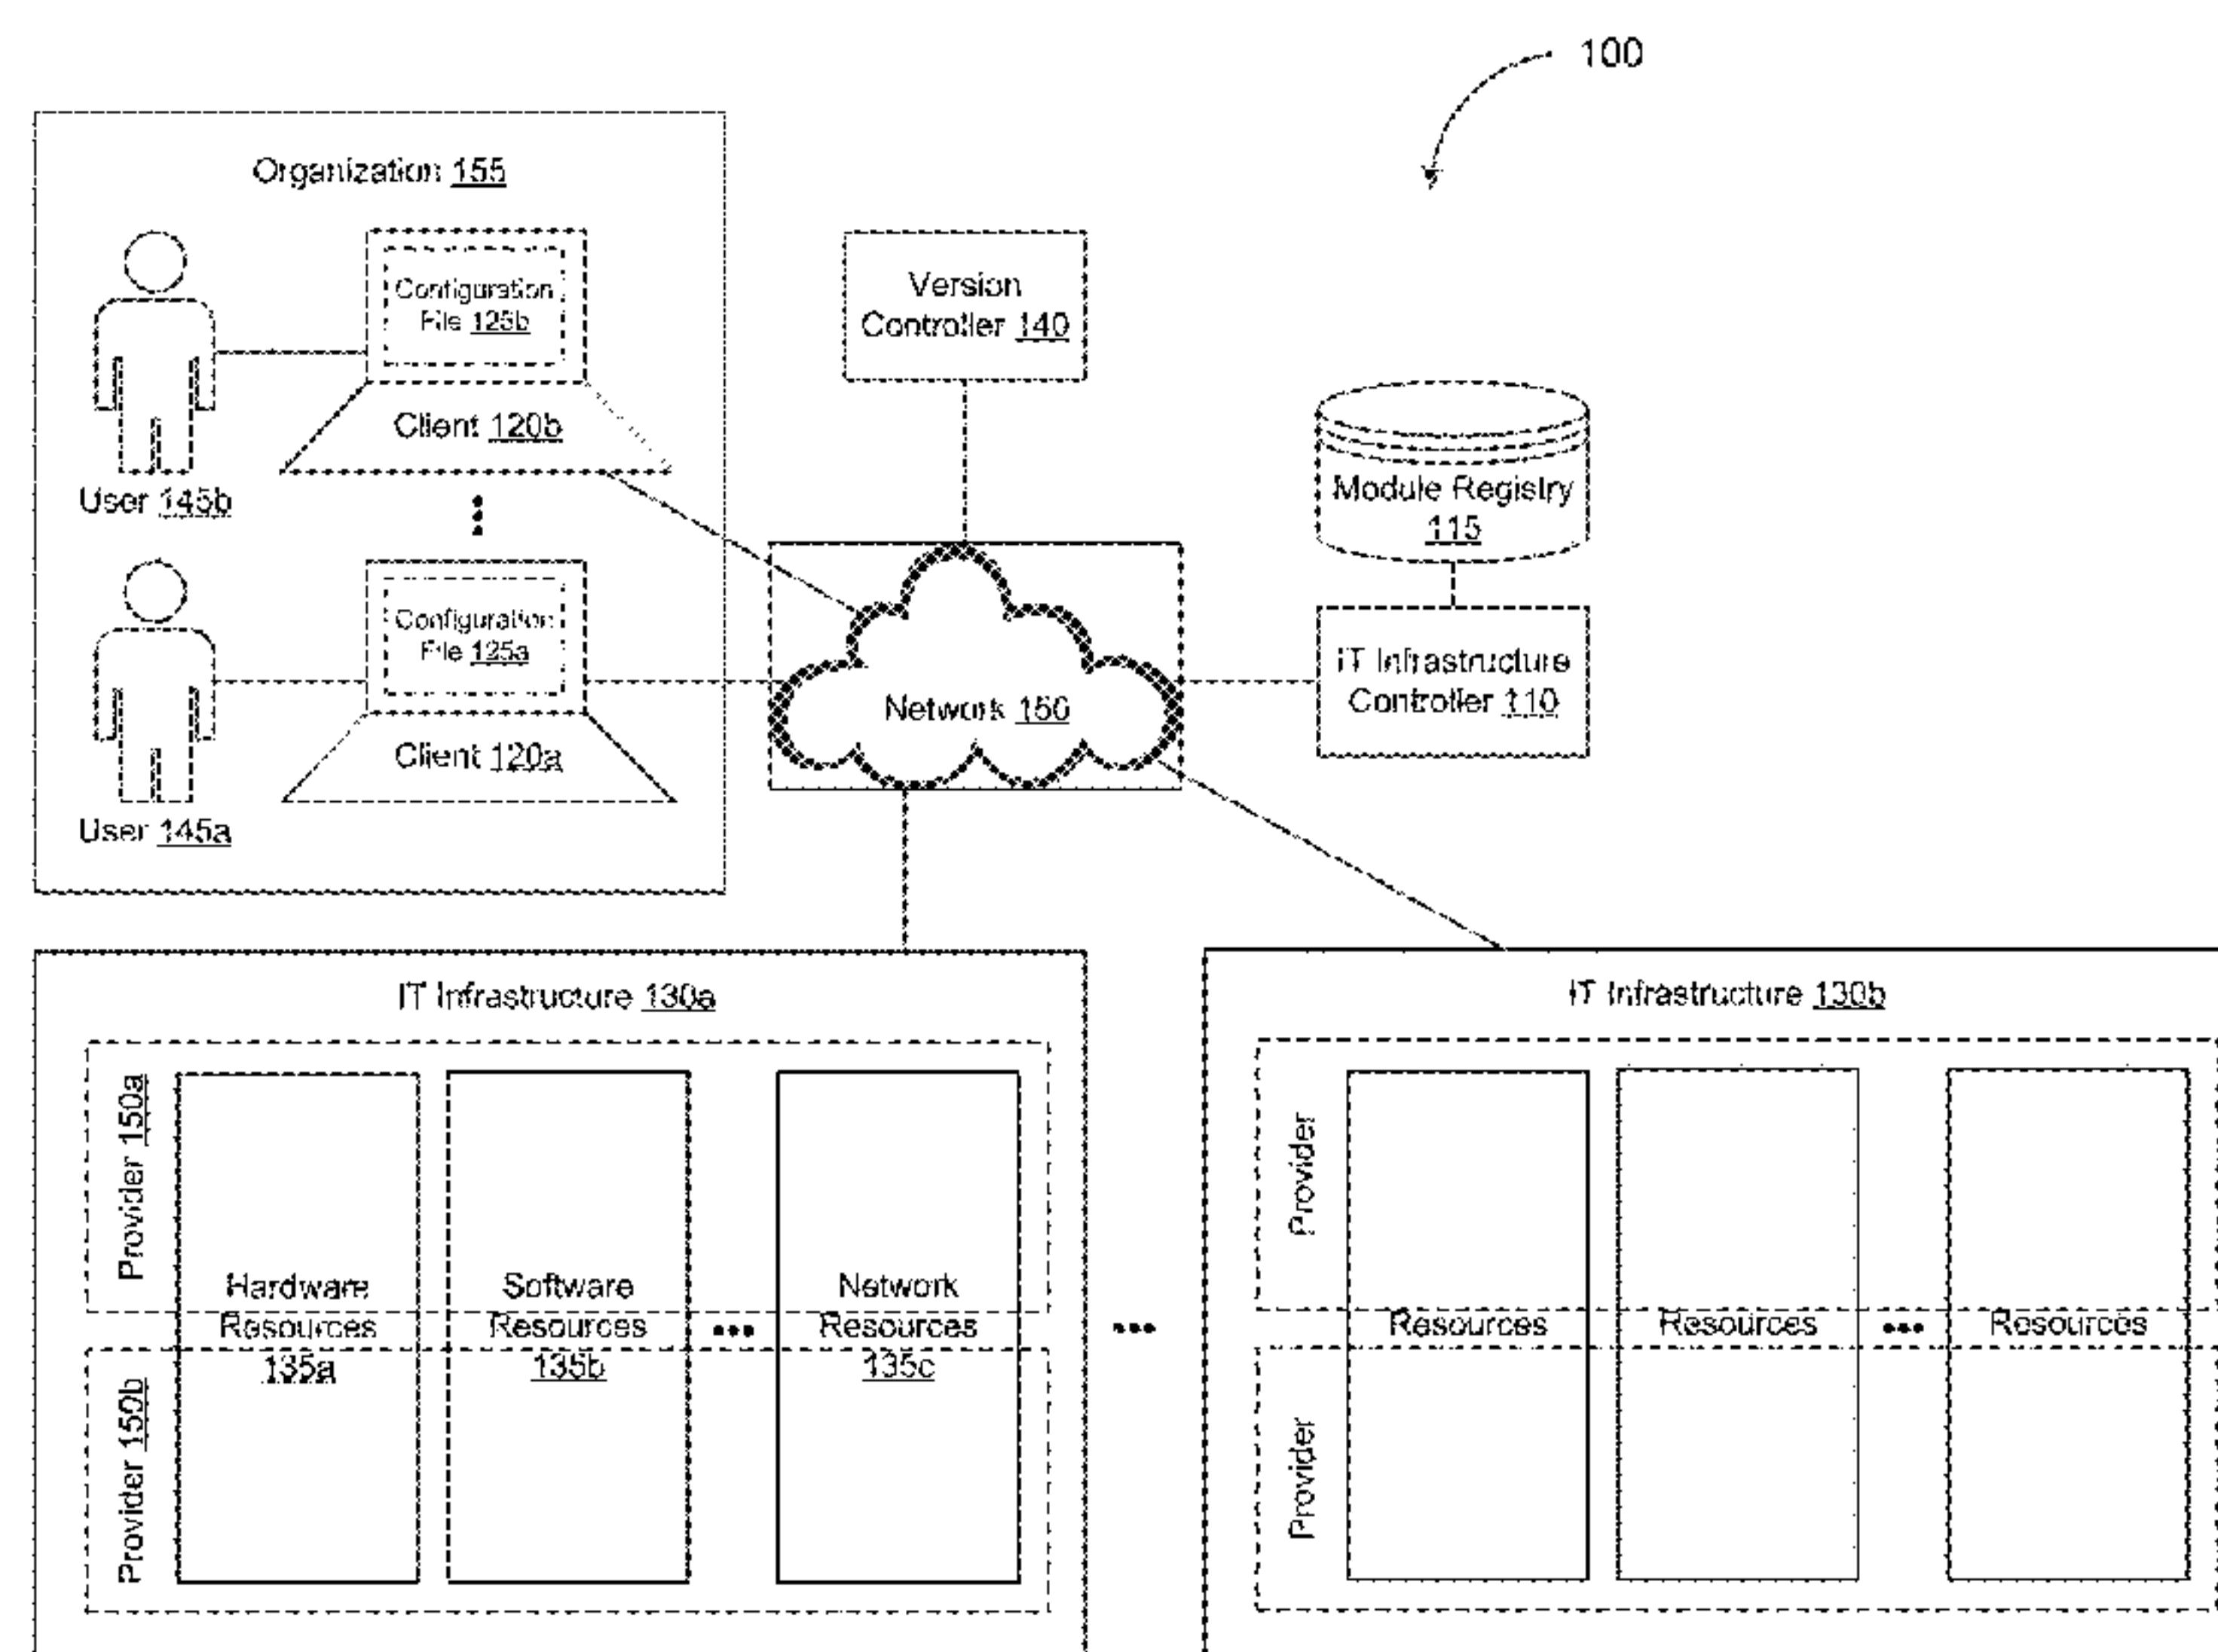 100
Organization 155
Configuration
File 125b
Client 120b
User 145b
Configuration
File 125a
Client 120a
User 145a
Version
Controller 140
Module Registry
115
Network 150
IT Infrastructure
Controller 110
IT Infrastructure 130a
Provider 150a
Provider 150b
Hardware
Resources
135a
Software
Resources
135b
Network
Resources
135c
IT Infrastructure 130b
Provider
Provider
Resources
Resources
Resources